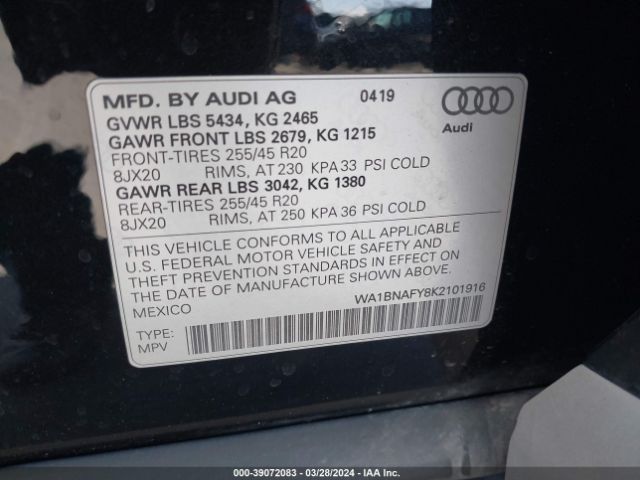 MFD. BY AUDI AG 0419
GVWR LBS 5434, KG 2465
GAWR FRONT LBS 2679, KG 1215
FRONT-TIRES 255/45 R20
8JX20 RIMS, AT 230 KPA 33 PSI COLD
GAWR REAR LBS 3042, KG 1380
REAR-TIRES 255/45 R20
8JX20 RIMS, AT 250 KPA 36 PSI COLD
Audi
THIS VEHICLE CONFORMS TO ALL APPLICABLE
U.S. FEDERAL MOTOR VEHICLE SAFETY AND
THEFT PREVENTION STANDARDS IN EFFECT ON
THE DATE OF MANUFACTURE SHOWN ABOVE.
MEXICO WA1BNAFY8K2101916
TYPE:
MPV
000-39072083 / 03/28/2024 - IAA Inc.